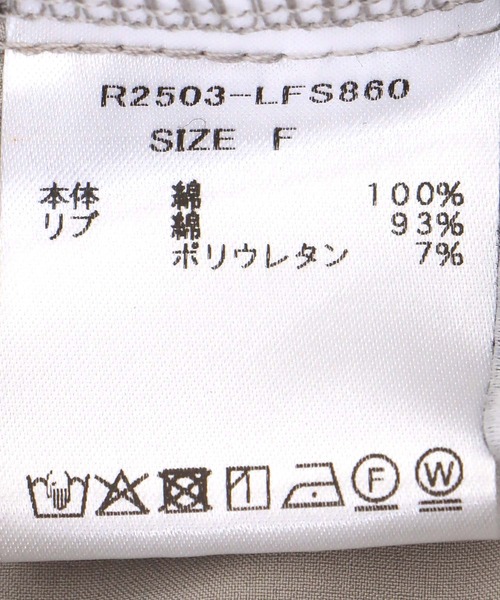 R2503-LFS860
SIZE F
本体 綿 100%
リブ 綿 93%
ポリウレタン 7%
F W